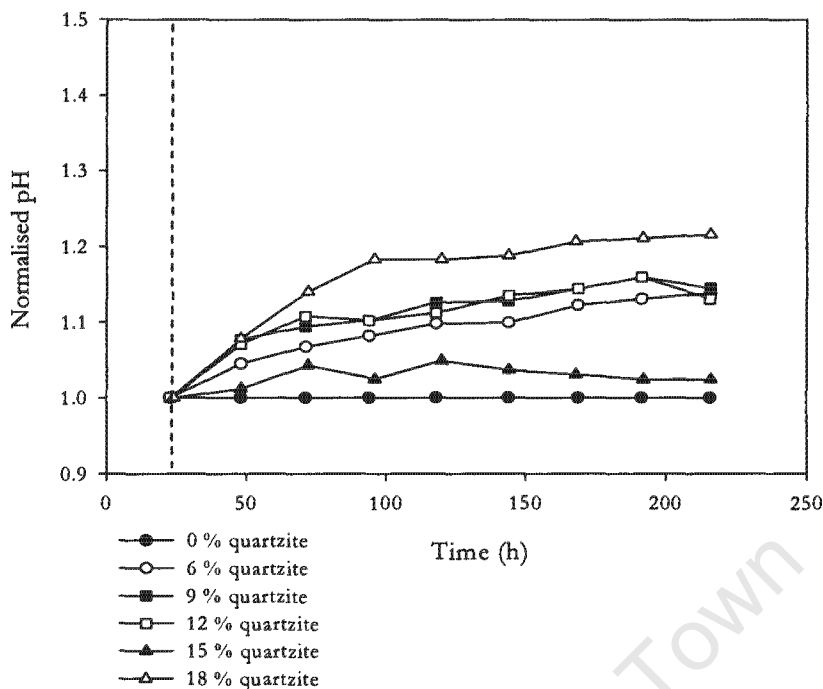 1.5
1.4
1.3
1.2
1.1
1.0
0.9
Normalised pH
0 50 100 150 200 250
Time (h)
0 % quartzite
6 % quartzite
9 % quartzite
12 % quartzite
15 % quartzite
18 % quartzite
Town